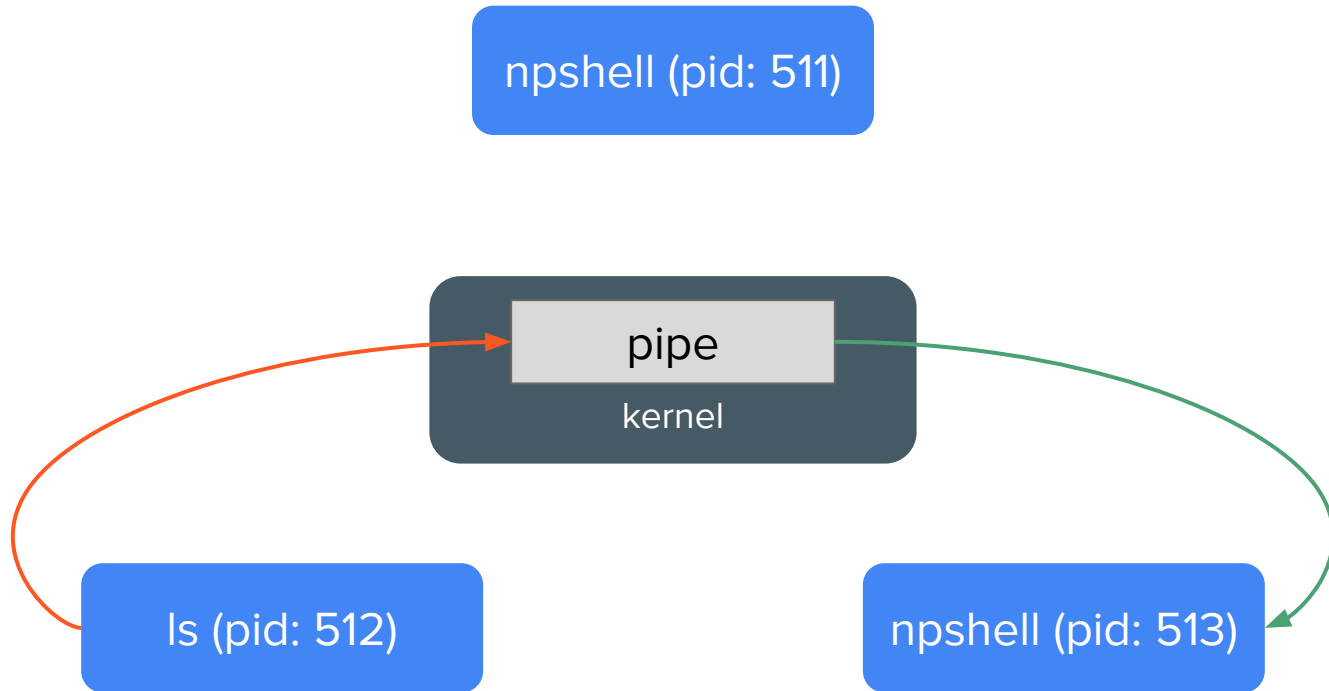 npshell (pid: 511)
pipe
kernel
ls (pid: 512)
npshell (pid: 513)